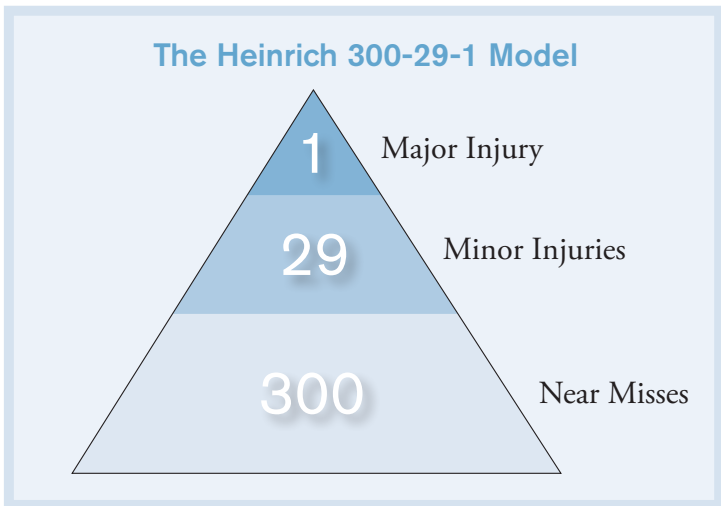 The Heinrich 300-29-1 Model
1
Major Injury
29
Minor Injuries
300
Near Misses